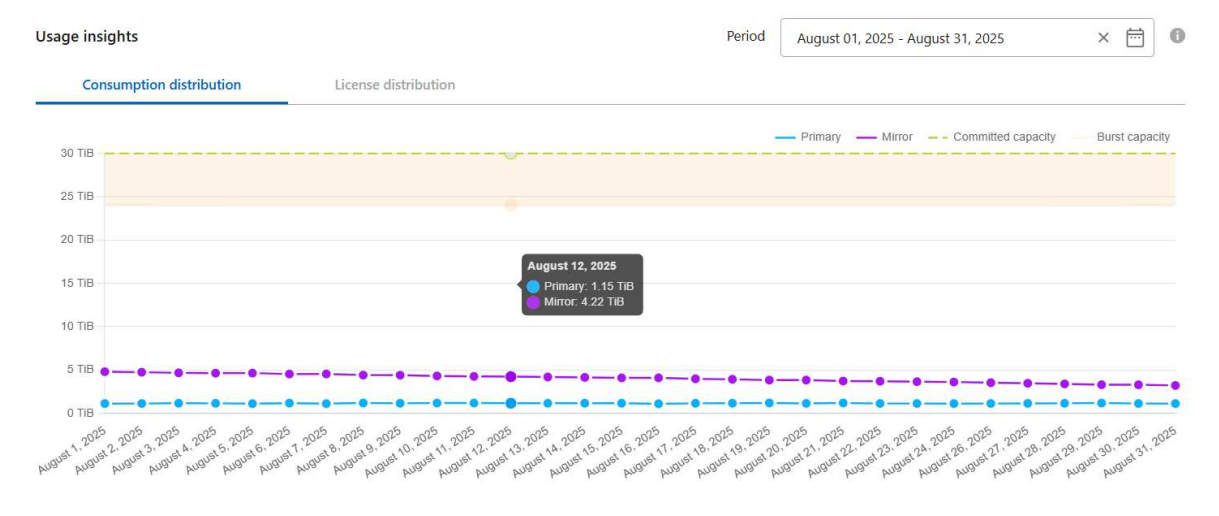 Usage insights
Period
August 01, 2025 - August 31, 2025
Consumption distribution
License distribution
Primary
Mirror
Committed capacity
Burst capacity
30 TiB
25 TiB
20 TiB
15 TiB
10 TiB
5 TiB
0 TiB
August 12, 2025
Primary: 1.15 TiB
Mirror: 4.22 TiB
August 1, 2025
August 2, 2025
August 3, 2025
August 4, 2025
August 5, 2025
August 6, 2025
August 7, 2025
August 8, 2025
August 9, 2025
August 10, 2025
August 11, 2025
August 12, 2025
August 13, 2025
August 14, 2025
August 15, 2025
August 16, 2025
August 17, 2025
August 18, 2025
August 19, 2025
August 20, 2025
August 21, 2025
August 22, 2025
August 23, 2025
August 24, 2025
August 26, 2025
August 27, 2025
August 28, 2025
August 29, 2025
August 30, 2025
August 31, 2025